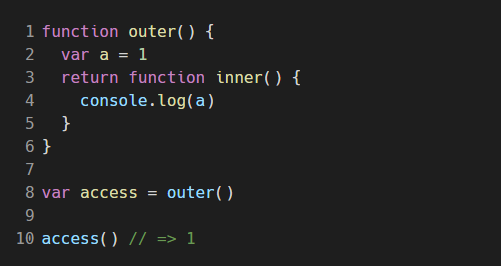 1 function outer() {
2   var a = 1
3   return function inner() {
4     console.log(a)
5   }
6 }
7
8 var access = outer()
9
10 access() // => 1